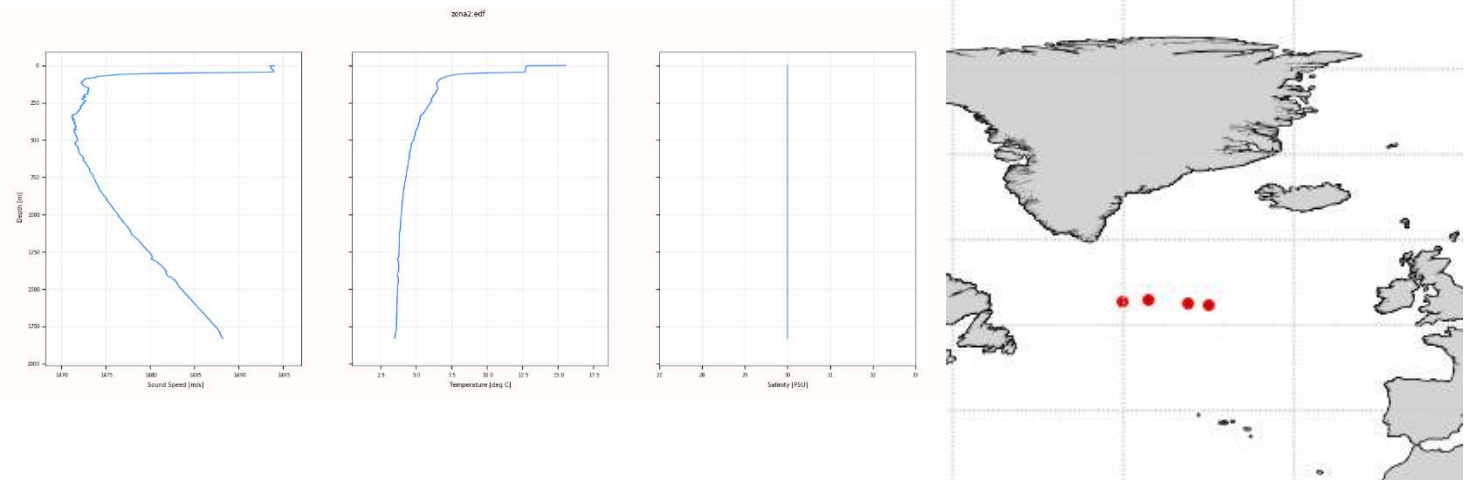 zona2.edf
0
250
500
750
1000
1250
1500
1750
2000
Depth [m]
1470 1475 1480 1485 1490 1495
Sound Speed [m/s]
2.5 5.0 7.5 10.0 12.5 15.0 17.5
Temperature [deg C]
27 28 29 30 31 32 33
Salinity [PSU]